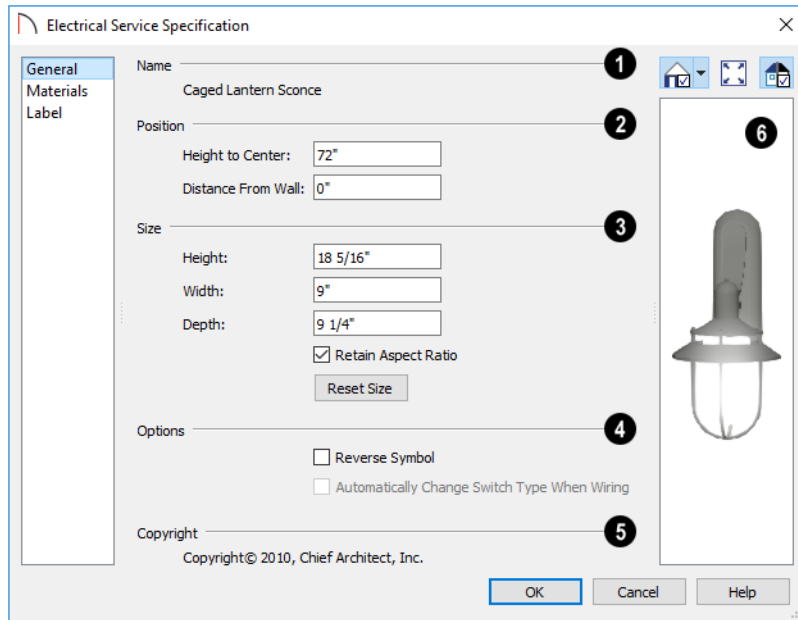 Electrical Service Specification
General
Materials
Label
Name 1
Caged Lantern Sconce
Position 2
Height to Center: 72"
Distance From Wall: 0"
Size 3
Height: 18 5/16"
Width: 9"
Depth: 9 1/4"
Retain Aspect Ratio
Reset Size
Options 4
Reverse Symbol
Automatically Change Switch Type When Wiring
Copyright 5
Copyright© 2010, Chief Architect, Inc.
6
OK Cancel Help